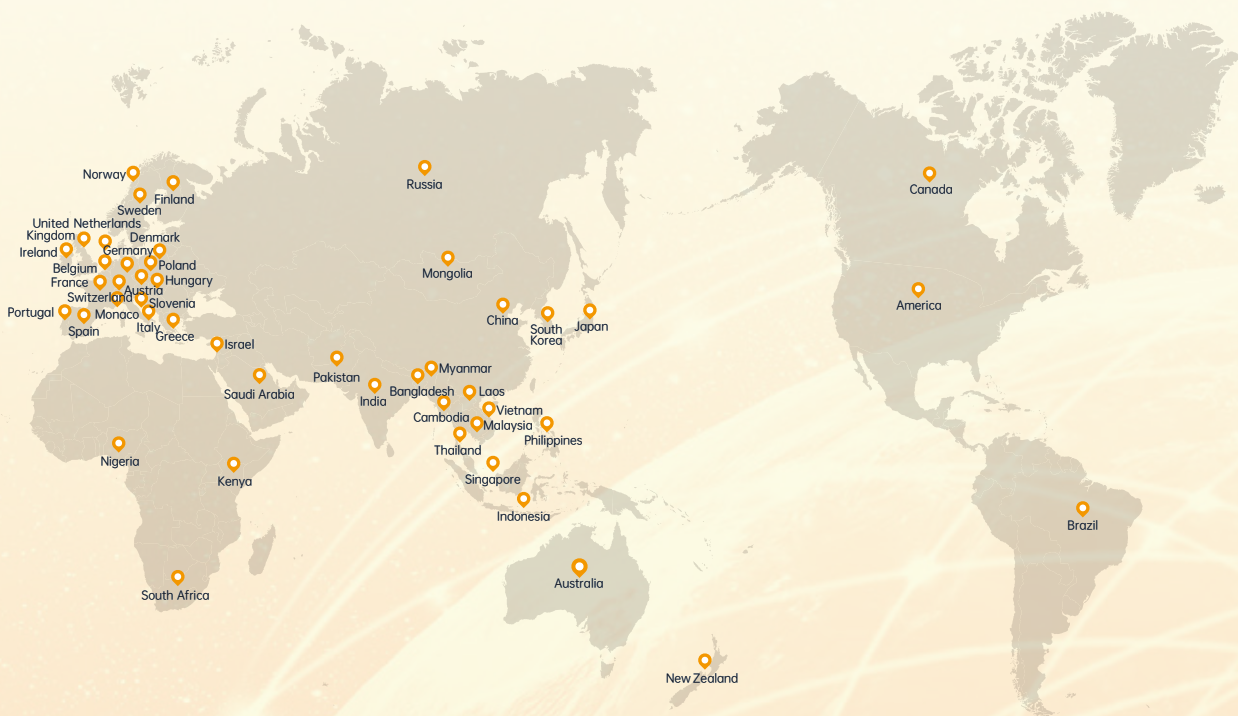 Norway
Finland
Sweden
United
Kingdom
Netherlands
Ireland
Denmark
Germany
Belgium
Poland
France
Hungary
Austria
Switzerland
Slovenia
Portugal
Monaco
Spain
Italy
Greece
Israel
Saudi Arabia
Nigeria
Kenya
South Africa
Russia
Mongolia
China
South
Korea
Japan
Pakistan
India
Myanmar
Bangladesh
Laos
Cambodia
Vietnam
Malaysia
Thailand
Philippines
Singapore
Indonesia
Australia
New Zealand
Canada
America
Brazil